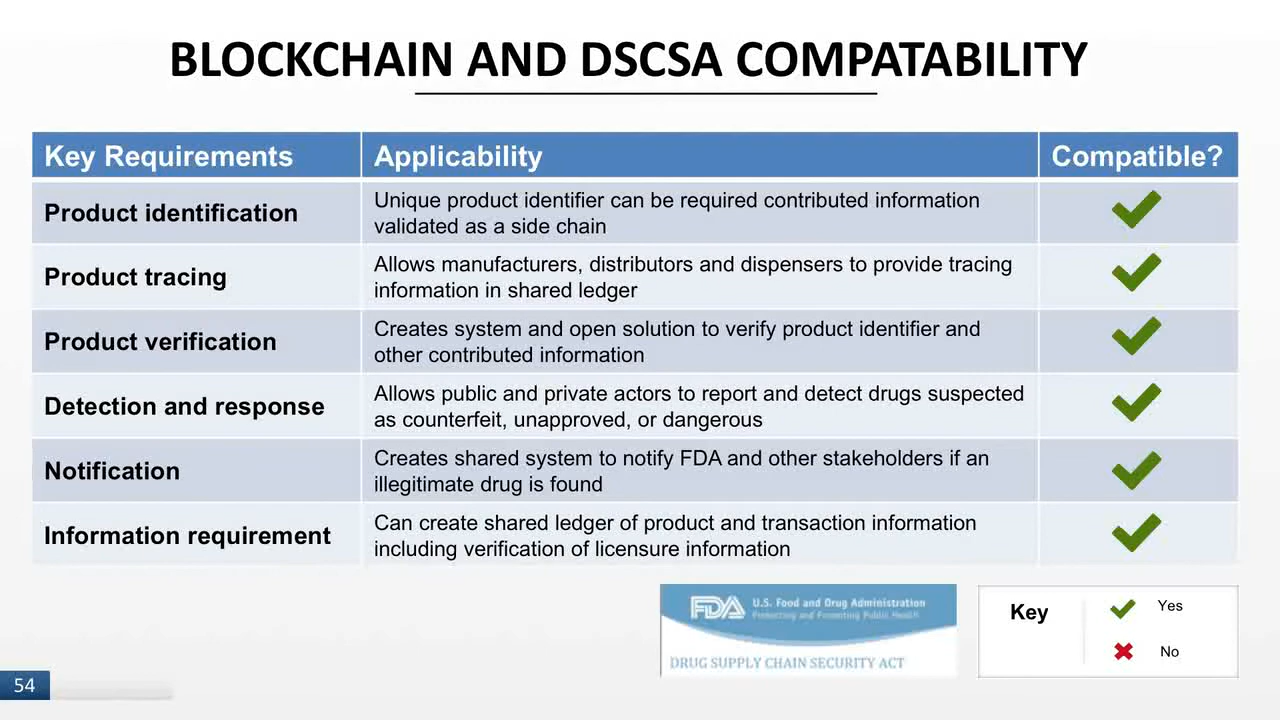 BLOCKCHAIN AND DSCSA COMPATABILITY
Key Requirements
Applicability
Compatible?
Product identification
Unique product identifier can be required contributed information
validated as a side chain
Product tracing
Allows manufacturers, distributors and dispensers to provide tracing
information in shared ledger
Product verification
Creates system and open solution to verify product identifier and
other contributed information
Detection and response
Allows public and private actors to report and detect drugs suspected
as counterfeit, unapproved, or dangerous
Notification
Creates shared system to notify FDA and other stakeholders if an
illegitimate drug is found
Information requirement
Can create shared ledger of product and transaction information
including verification of licensure information
FDA U.S. Food and Drug Administration
Protecting and Promoting Public Health
DRUG SUPPLY CHAIN SECURITY ACT
Key
Yes
No
54